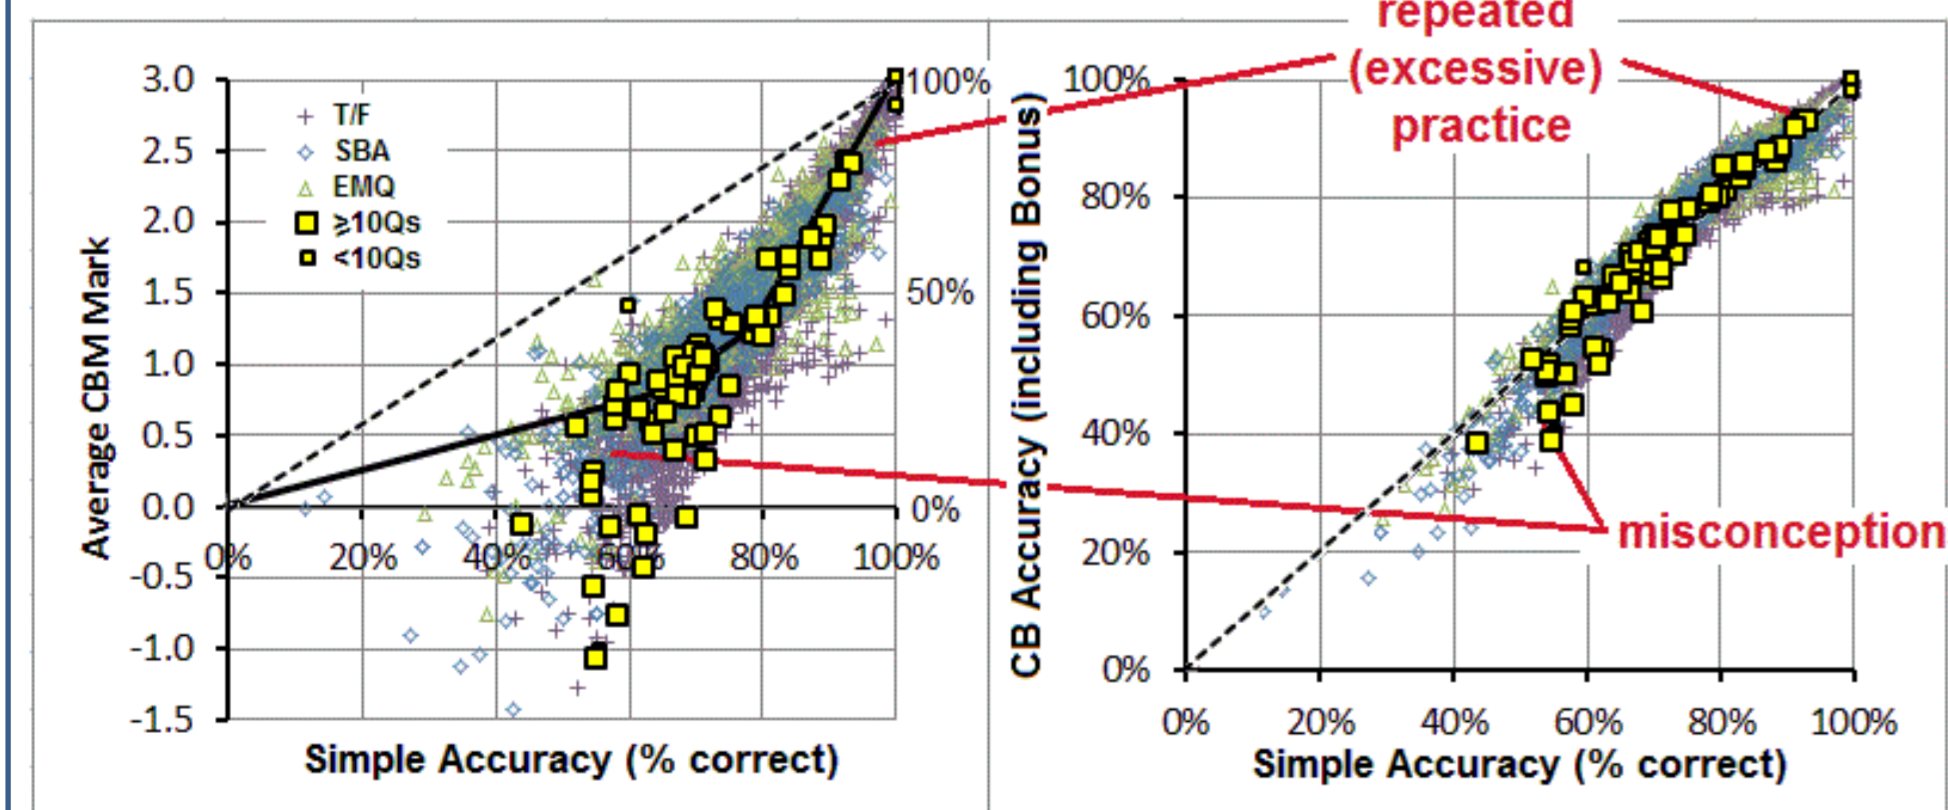 repeated
(excessive)
practice
3.0
2.5
2.0
1.5
1.0
0.5
0.0
-0.5
-1.0
-1.5
Average CBM Mark
T/F
SBA
EMQ
⩾10Qs
<10Qs
100%
50%
0%
0%
20%
40%
60%
80%
100%
Simple Accuracy (% correct)
CB Accuracy (including Bonus)
100%
80%
60%
40%
20%
0%
misconception
0%
20%
40%
60%
80%
100%
Simple Accuracy (% correct)